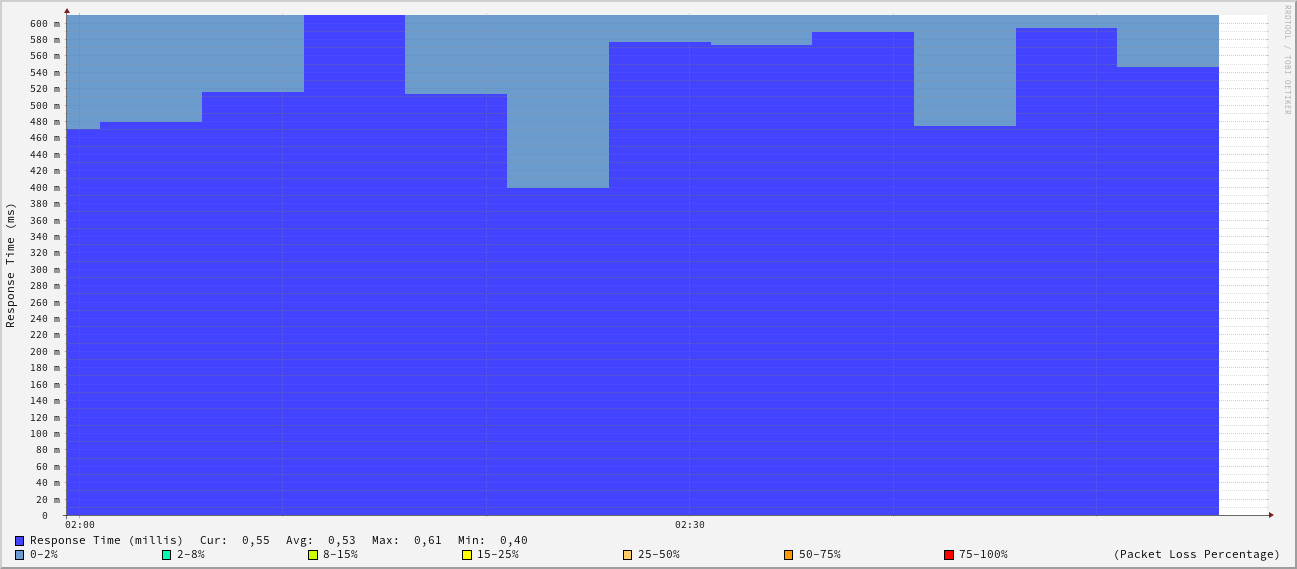 RRDTOOL / TOBI OETIKER
Response Time (ms)
600 m
580 m
560 m
540 m
520 m
500 m
480 m
460 m
440 m
420 m
400 m
380 m
360 m
340 m
320 m
300 m
280 m
260 m
240 m
220 m
200 m
180 m
160 m
140 m
120 m
100 m
80 m
60 m
40 m
20 m
0
02:00 02:30
Response Time (millis) Cur: 0,55 Avg: 0,53 Max: 0,61 Min: 0,40
0-2% 2-8% 8-15% 15-25% 25-50% 50-75% 75-100% (Packet Loss Percentage)